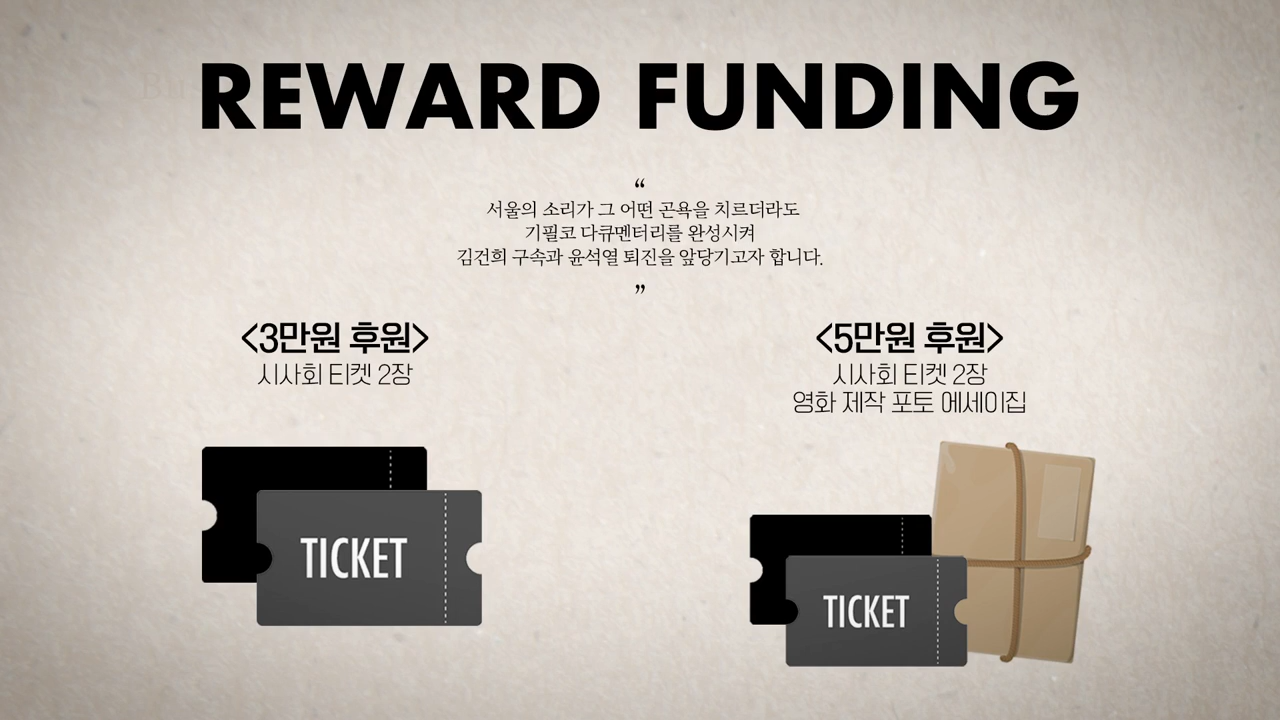 REWARD FUNDING
“
서울의 소리가 그 어떤 곤욕을 치르더라도
기필코 다큐멘터리를 완성시켜
김건희 구속과 윤석열 퇴진을 앞당기고자 합니다.
”
<3만원 후원>
시사회 티켓 2장
TICKET
<5만원 후원>
시사회 티켓 2장
영화 제작 포토 에세이집
TICKET